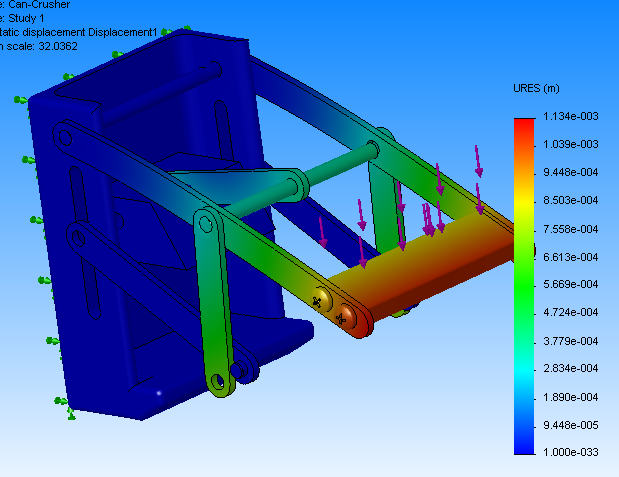 : Can-Crusher
: Study 1
tatic displacement Displacement1
n scale: 32.0362
URES (m)
1.134e-003
1.039e-003
9.448e-004
8.503e-004
7.558e-004
6.613e-004
5.669e-004
4.724e-004
3.779e-004
2.834e-004
1.890e-004
9.448e-005
1.000e-033